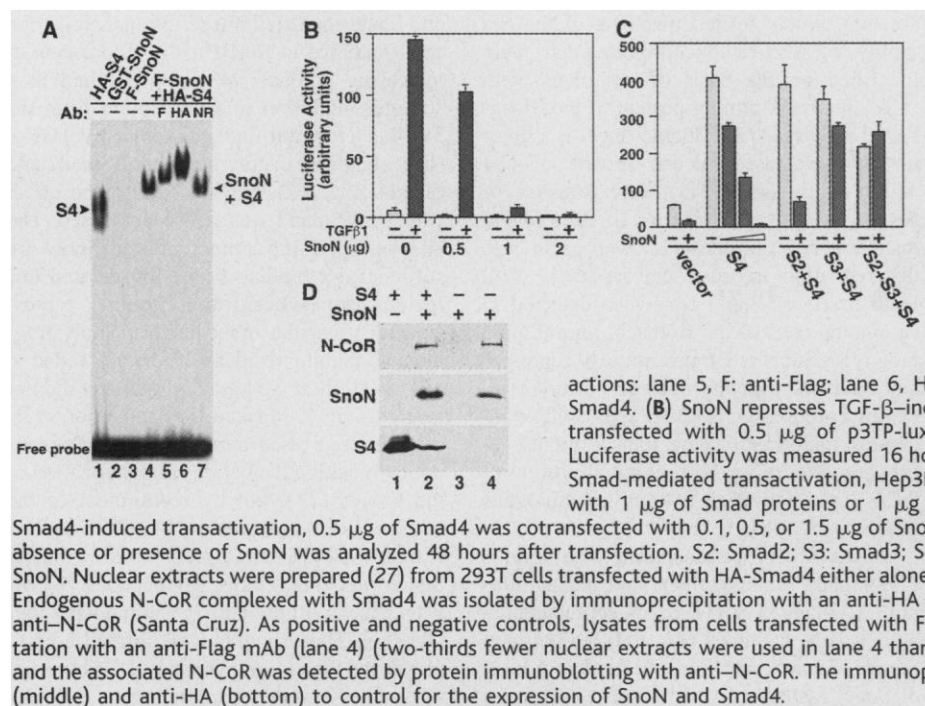 A
HA-S4
GST-SnoN
F-SnoN
F-SnoN
+HA-S4
Ab: – – – – F HA NR
S4
SnoN
+ S4
Free probe
1 2 3 4 5 6 7
B
Luciferase Activity
(arbitrary units)
150
100
50
0
TGFβ1 – + – + – + – +
SnoN (μg) 0 0.5 1 2
C
500
400
300
200
100
0
SnoN – + – – + – + – +
vector
S4
S2+S4
S3+S4
S2+S3+S4
D
S4 + + – –
SnoN – + + +
N-CoR
SnoN
S4
1 2 3 4
actions: lane 5, F: anti-Flag; lane 6, H
Smad4. (B) SnoN represses TGF-β–in
transfected with 0.5 μg of p3TP-lux
Luciferase activity was measured 16 ho
Smad-mediated transactivation, Hep3
with 1 μg of Smad proteins or 1 μg
Smad4-induced transactivation, 0.5 μg of Smad4 was cotransfected with 0.1, 0.5, or 1.5 μg of Sno
absence or presence of SnoN was analyzed 48 hours after transfection. S2: Smad2; S3: Smad3; S
SnoN. Nuclear extracts were prepared (27) from 293T cells transfected with HA-Smad4 either alone
Endogenous N-CoR complexed with Smad4 was isolated by immunoprecipitation with an anti-HA
anti–N-CoR (Santa Cruz). As positive and negative controls, lysates from cells transfected with F
tation with an anti-Flag mAb (lane 4) (two-thirds fewer nuclear extracts were used in lane 4 than
and the associated N-CoR was detected by protein immunoblotting with anti–N-CoR. The immunop
(middle) and anti-HA (bottom) to control for the expression of SnoN and Smad4.